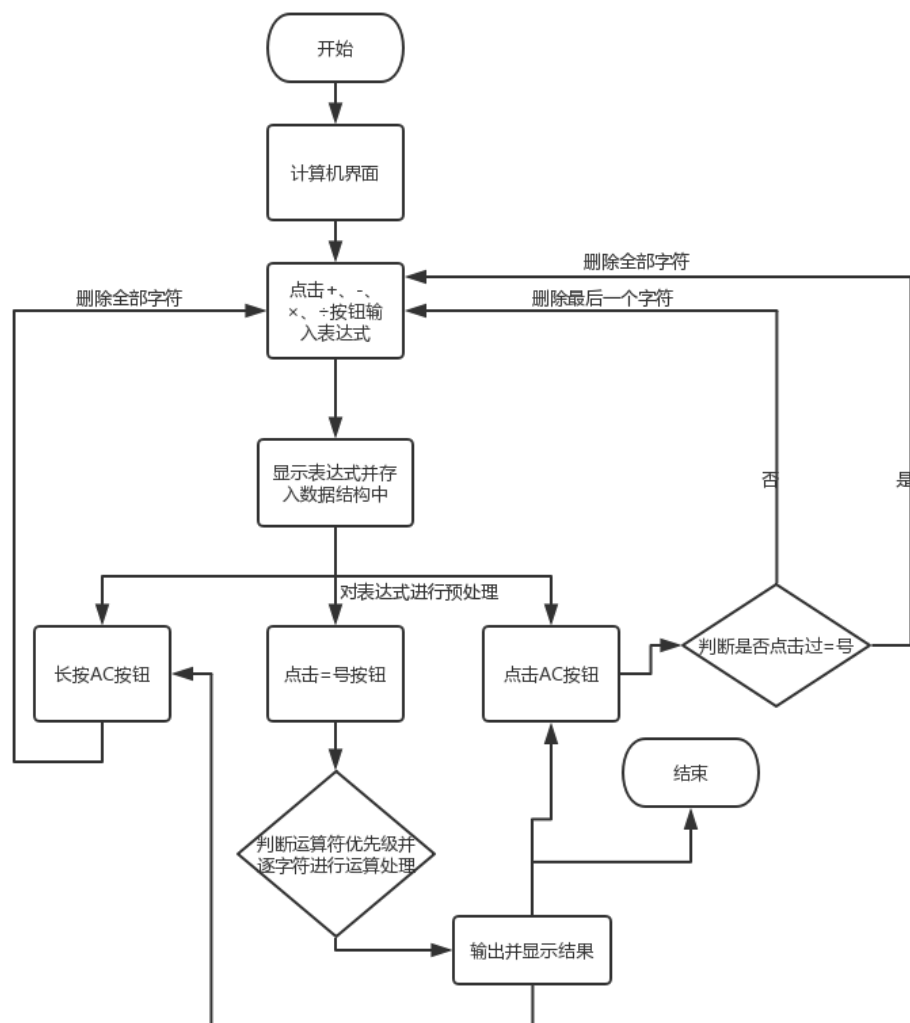 开始
计算机界面
删除全部字符
删除全部字符
删除最后一个字符
点击+、-、
×、÷按钮输
入表达式
显示表达式并存
入数据结构中
否
是
对表达式进行预处理
长按AC按钮
点击=号按钮
点击AC按钮
判断是否点击过=号
结束
判断运算符优先级并
逐字符进行运算处理
输出并显示结果